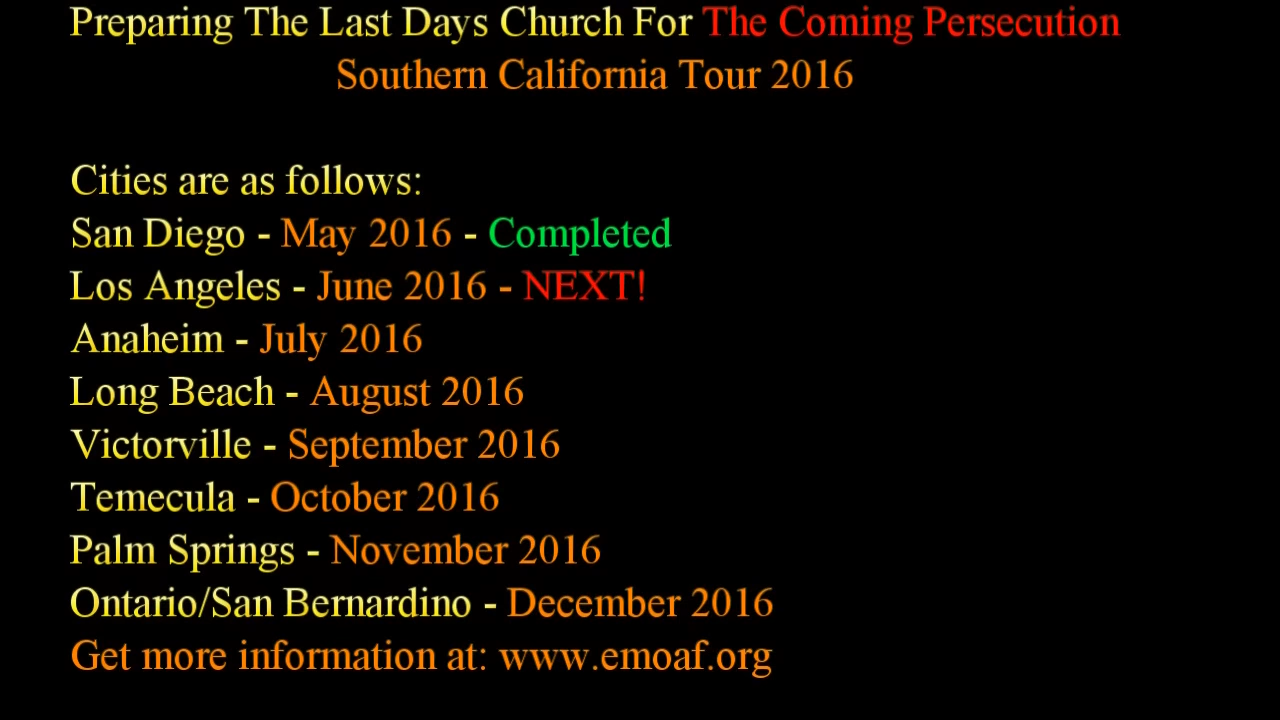 Preparing The Last Days Church For The Coming Persecution
Southern California Tour 2016
Cities are as follows:
San Diego - May 2016 - Completed
Los Angeles - June 2016 - NEXT!
Anaheim - July 2016
Long Beach - August 2016
Victorville - September 2016
Temecula - October 2016
Palm Springs - November 2016
Ontario/San Bernardino - December 2016
Get more information at: www.emoaf.org